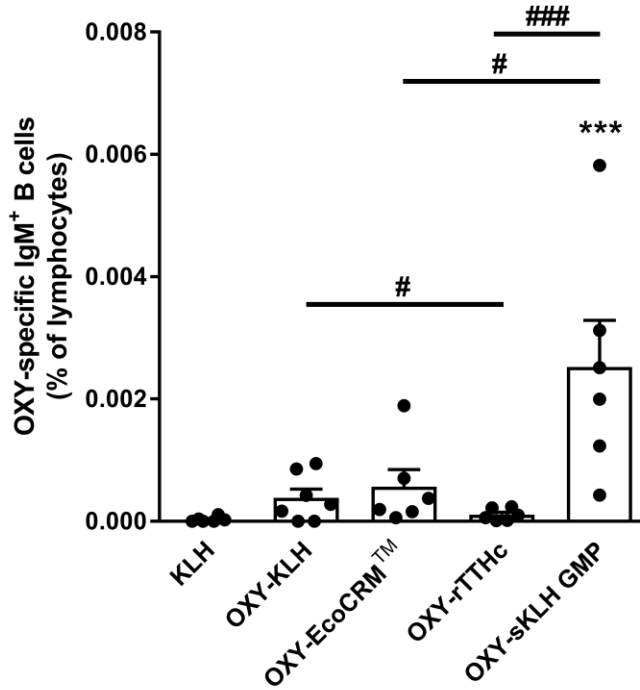 ###
0.008
#
***
0.006
OXY-specific IgM⁺ B cells
(% of lymphocytes)
0.004
#
0.002
0.000
KLH
OXY-KLH
OXY-EcoCRM™
OXY-rTTHc
OXY-sKLH GMP